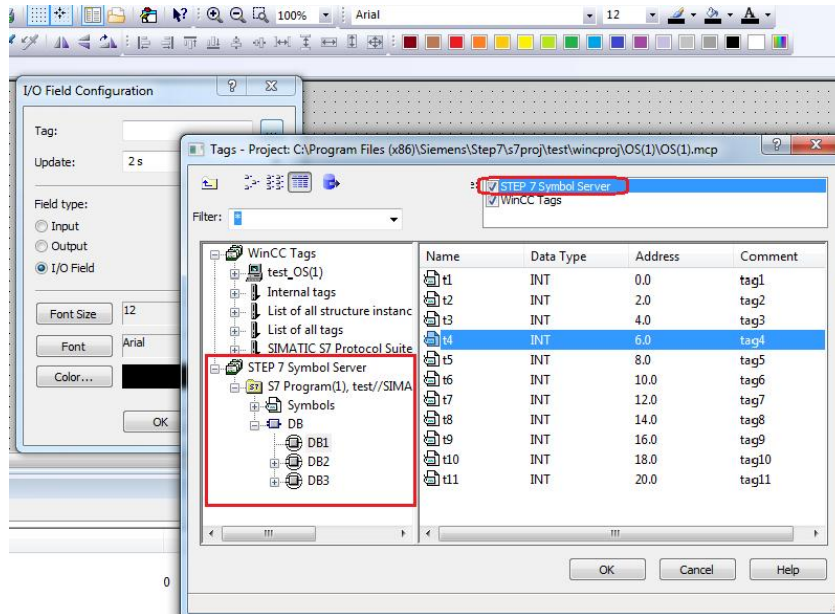 100%
Arial
12
A
I/O Field Configuration
Tag:
...
Update:
2 s
Field type:
Input
Output
I/O Field
Font Size
12
Font
Arial
Color...
OK
0
Tags - Project: C:\Program Files (x86)\Siemens\Step7\s7proj\test\wincproj\OS(1)\OS(1).mcp
STEP 7 Symbol Server
WinCC Tags
Filter:
WinCC Tags
test_OS(1)
Internal tags
List of all structure instanc
List of all tags
SIMATIC S7 Protocol Suite
STEP 7 Symbol Server
S7 Program(1), test//SIMA
Symbols
DB
DB1
DB2
DB3
Name Data Type Address Comment
t1 INT 0.0 tag1
t2 INT 2.0 tag2
t3 INT 4.0 tag3
t4 INT 6.0 tag4
t5 INT 8.0 tag5
t6 INT 10.0 tag6
t7 INT 12.0 tag7
t8 INT 14.0 tag8
t9 INT 16.0 tag9
t10 INT 18.0 tag10
t11 INT 20.0 tag11
OK
Cancel
Help